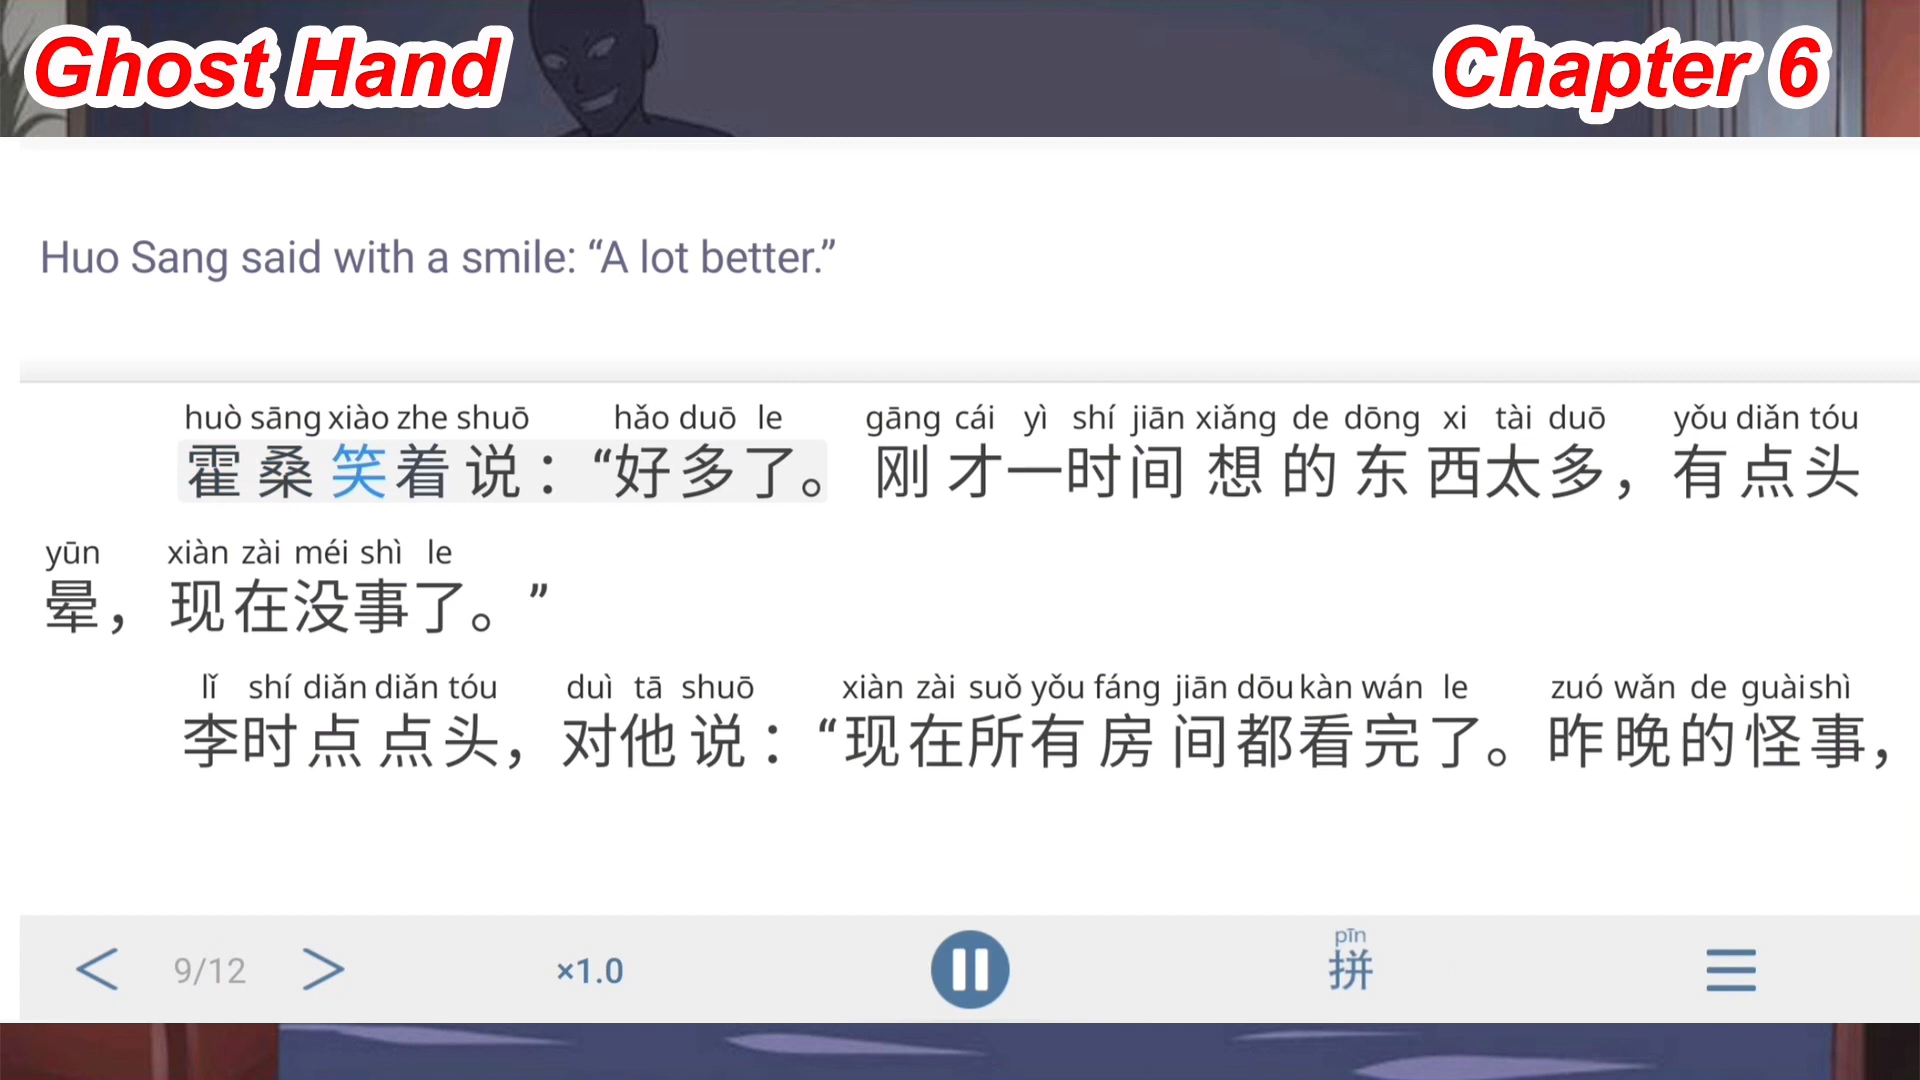 Ghost Hand
Chapter 6
Huo Sang said with a smile: “A lot better.”
huò sāng xiào zhe shuō hǎo duō le gāng cái yì shí jiān xiǎng de dōng xi tài duō yǒu diǎn tóu
霍桑笑着说：“好多了。刚才一时间想的东西太多，有点头
yūn xiàn zài méi shì le
晕，现在没事了。”
lǐ shí diǎn diǎn tóu duì tā shuō xiàn zài suǒ yǒu fáng jiān dōu kàn wán le zuó wǎn de guài shì
李时点点头，对他说：“现在所有房间都看完了。昨晚的怪事，
< 9/12 > ×1.0
pīn
拼